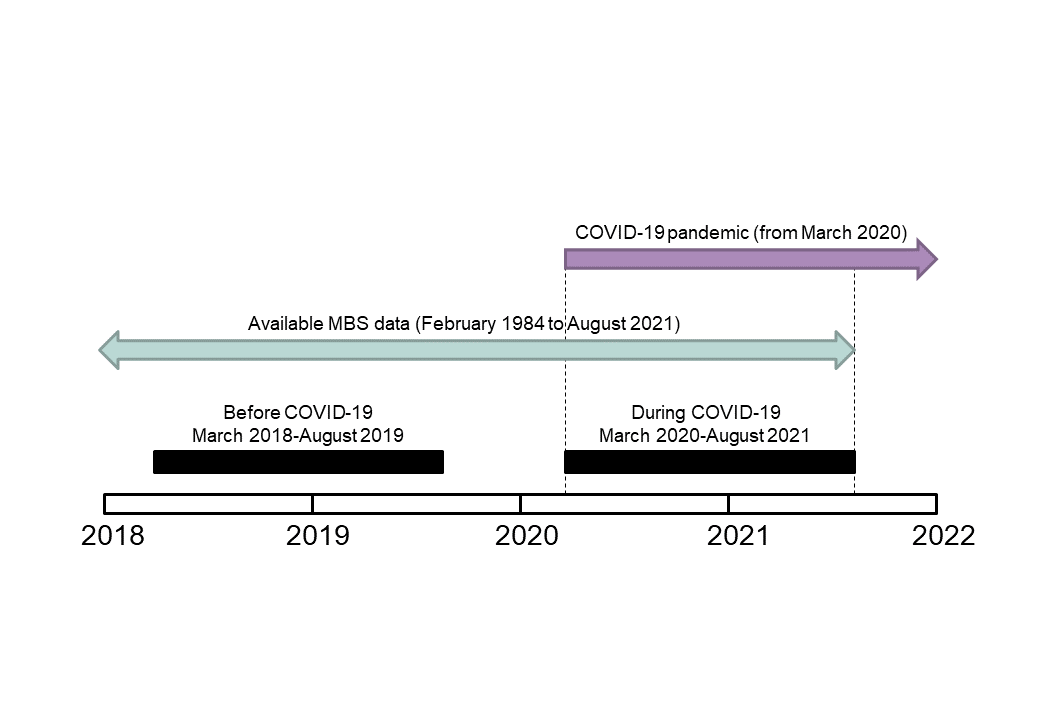 COVID-19 pandemic (from March 2020)
Available MBS data (February 1984 to August 2021)
Before COVID-19
March 2018-August 2019
During COVID-19
March 2020-August 2021
2018 2019 2020 2021 2022